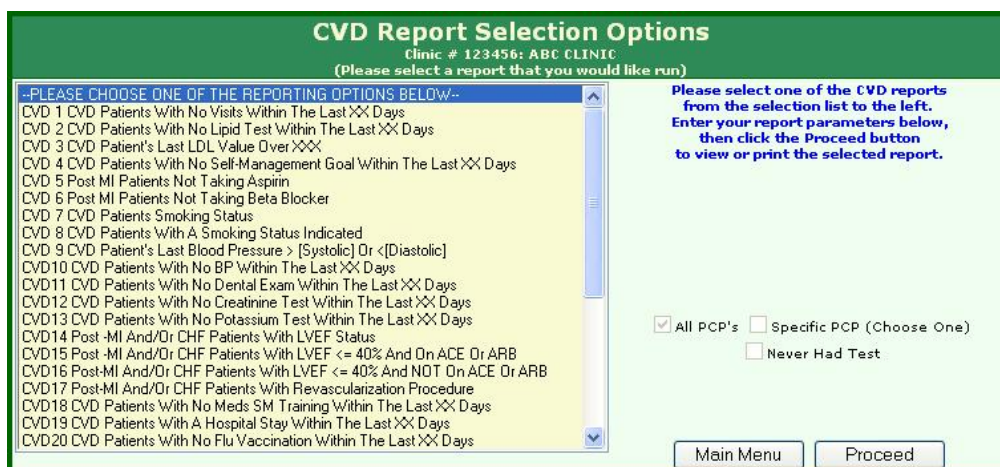 CVD Report Selection Options
Clinic # 123456: ABC CLINIC
(Please select a report that you would like run)
--PLEASE CHOOSE ONE OF THE REPORTING OPTIONS BELOW--
CVD 1 CVD Patients With No Visits Within The Last XX Days
CVD 2 CVD Patients With No Lipid Test Within The Last XX Days
CVD 3 CVD Patient's Last LDL Value Over XXX
CVD 4 CVD Patients With No Self-Management Goal Within The Last XX Days
CVD 5 Post MI Patients Not Taking Aspirin
CVD 6 Post MI Patients Not Taking Beta Blocker
CVD 7 CVD Patients Smoking Status
CVD 8 CVD Patients With A Smoking Status Indicated
CVD 9 CVD Patient's Last Blood Pressure > [Systolic] Or <[Diastolic]
CVD10 CVD Patients With No BP Within The Last XX Days
CVD11 CVD Patients With No Dental Exam Within The Last XX Days
CVD12 CVD Patients With No Creatinine Test Within The Last XX Days
CVD13 CVD Patients With No Potassium Test Within The Last XX Days
CVD14 Post -MI And/Or CHF Patients With LVEF Status
CVD15 Post -MI And/Or CHF Patients With LVEF <= 40% And On ACE Or ARB
CVD16 Post-MI And/Or CHF Patients With LVEF <= 40% And NOT On ACE Or ARB
CVD17 Post-MI And/Or CHF Patients With Revascularization Procedure
CVD18 CVD Patients With No Meds SM Training Within The Last XX Days
CVD19 CVD Patients With A Hospital Stay Within The Last XX Days
CVD20 CVD Patients With No Flu Vaccination Within The Last XX Days
Please select one of the CVD reports
from the selection list to the left.
Enter your report parameters below,
then click the Proceed button
to view or print the selected report.
All PCP's Specific PCP (Choose One)
Never Had Test
Main Menu Proceed